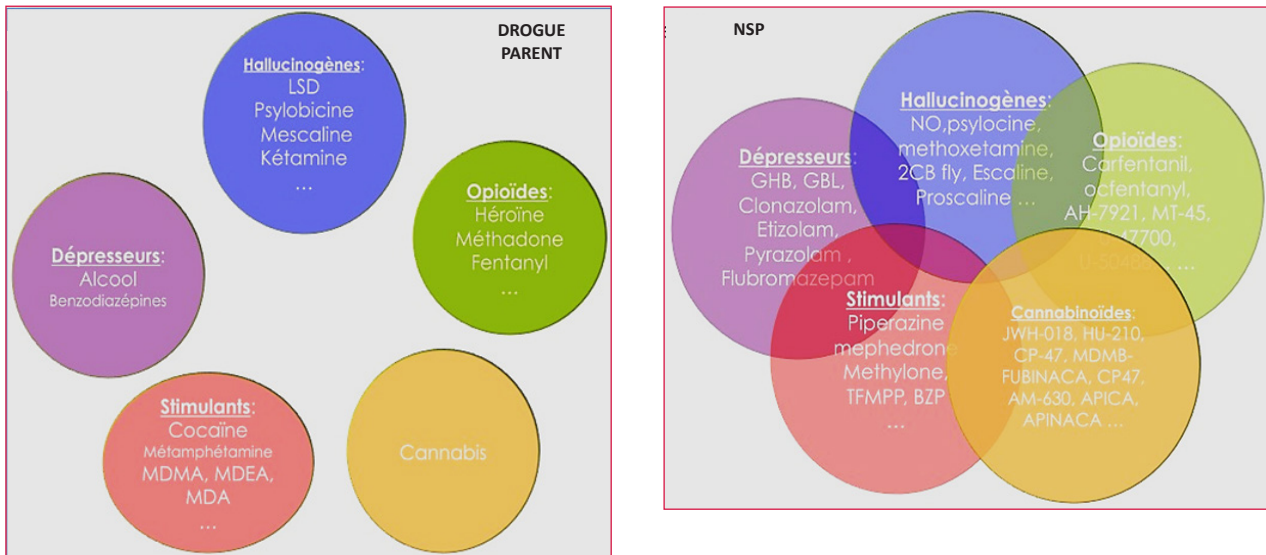 DROGUE
PARENT
Hallucinogènes:
LSD
Psylobicine
Mescaline
Kétamine
...
Opioïdes:
Héroïne
Méthadone
Fentanyl
...
Dépresseurs:
Alcool
Benzodiazépines
Stimulants:
Cocaïne
Métamphétamine
MDMA, MDEA,
MDA
...
Cannabis
NSP
Hallucinogènes:
NO,psylocine,
methoxetamine,
2CB fly, Escaline,
Proscaline ...
Opioïdes:
Carfentanil,
ocfentanyl,
AH-7921, MT-45,
Dépresseurs:
GHB, GBL,
Clonazolam,
Etizolam,
Pyrazolam ,
Flubromazepam
Stimulants:
Piperazine
mephedrone
Methylone,
TFMPP, BZP
...
Cannabinoïdes:
JWH-018, HU-210,
CP-47, MDMB-
FUBINACA, CP47,
AM-630, APICA,
APINACA ...